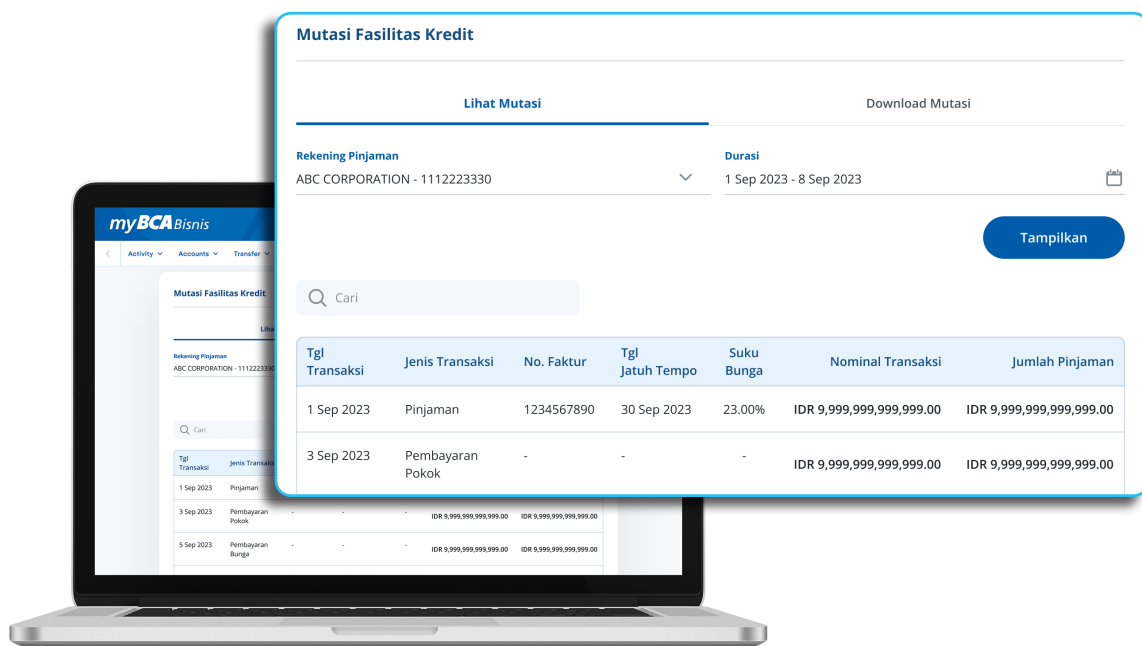 Mutasi Fasilitas Kredit
Lihat Mutasi Download Mutasi
Rekening Pinjaman Durasi
ABC CORPORATION - 1112223330 1 Sep 2023 - 8 Sep 2023
Tampilkan
Cari
Tgl Transaksi Jenis Transaksi No. Faktur Tgl Jatuh Tempo Suku Bunga Nominal Transaksi Jumlah Pinjaman
1 Sep 2023 Pinjaman 1234567890 30 Sep 2023 23.00% IDR 9,999,999,999,999.00 IDR 9,999,999,999,999.00
3 Sep 2023 Pembayaran Pokok - - - IDR 9,999,999,999,999.00 IDR 9,999,999,999,999.00
myBCA Bisnis
Activity Accounts Transfer
Mutasi Fasilitas Kredit
Rekening Pinjaman
ABC CORPORATION - 1112223330
Cari
Tgl Transaksi
1 Sep 2023 Pinjaman
3 Sep 2023 Pembayaran Pokok - - - IDR 9,999,999,999,999.00 IDR 9,999,999,999,999.00
5 Sep 2023 Pembayaran Bunga - - - IDR 9,999,999,999,999.00 IDR 9,999,999,999,999.00